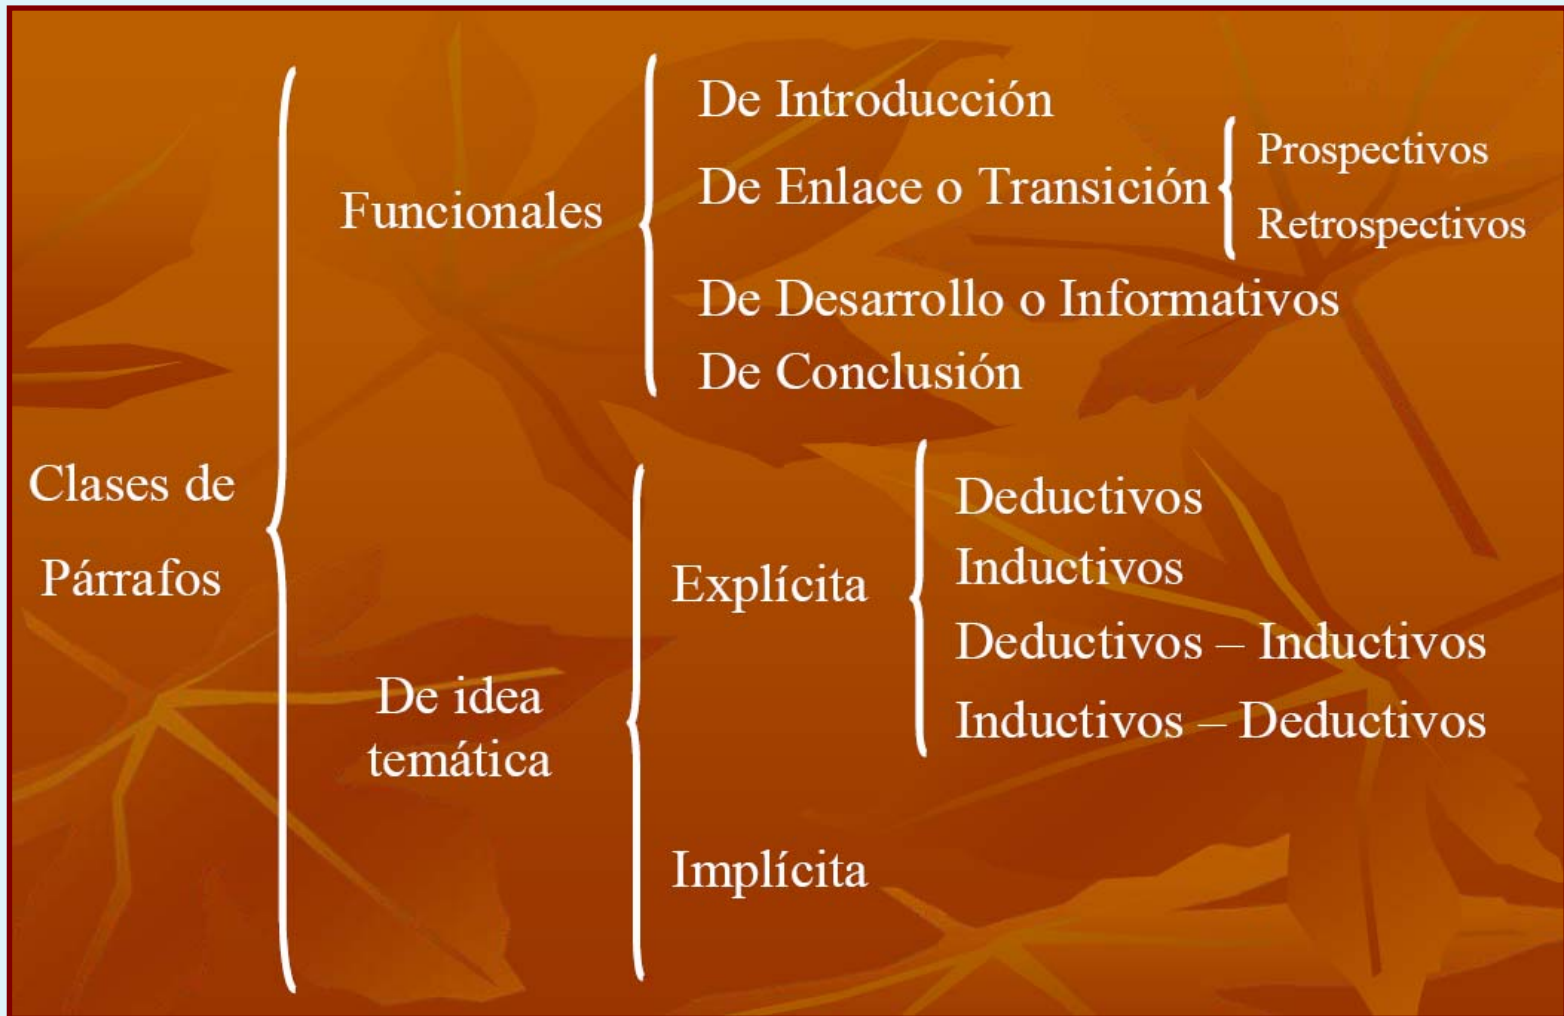 Clases de
Párrafos
Funcionales
De Introducción
De Enlace o Transición
Prospectivos
Retrospectivos
De Desarrollo o Informativos
De Conclusión
De idea
temática
Explícita
Deductivos
Inductivos
Deductivos – Inductivos
Inductivos – Deductivos
Implícita